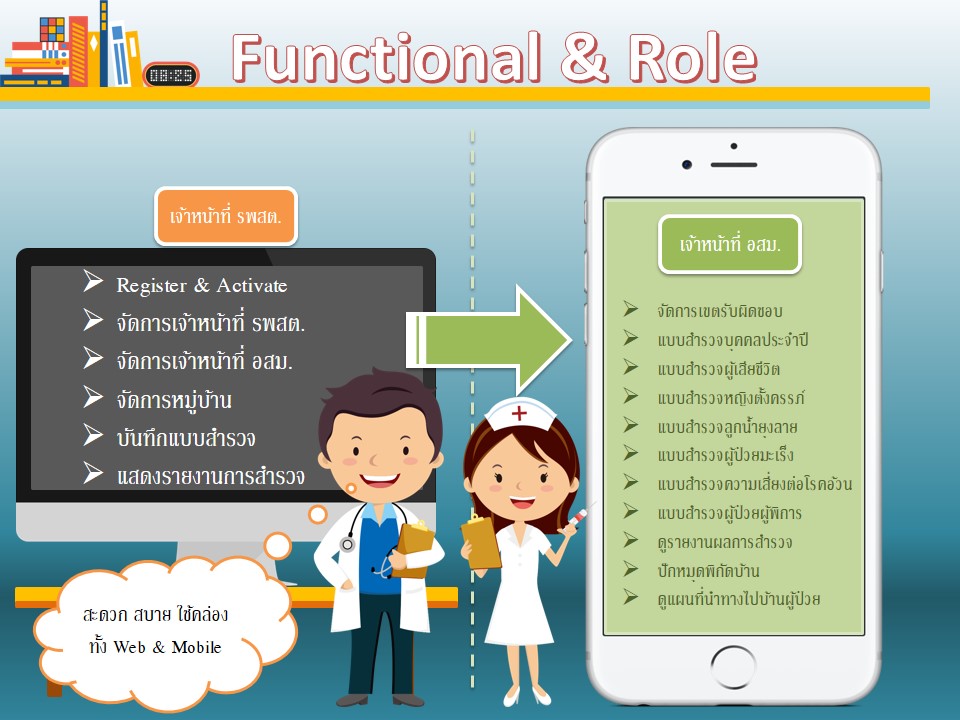 08:25
Functional & Role
เจ้าหน้าที่ รพสต.
Register & Activate
จัดการเจ้าหน้าที่ รพสต.
จัดการเจ้าหน้าที่ อสม.
จัดการหมู่บ้าน
บันทึกแบบสำรวจ
แสดงรายงานการสำรวจ
สะดวก สบาย ใช้คล่อง
ทั้ง Web & Mobile
เจ้าหน้าที่ อสม.
จัดการเขตรับผิดชอบ
แบบสำรวจบุคคลประจำปี
แบบสำรวจผู้เสียชีวิต
แบบสำรวจหญิงตั้งครรภ์
แบบสำรวจลูกน้ำยุงลาย
แบบสำรวจผู้ป่วยมะเร็ง
แบบสำรวจความเสี่ยงต่อโรคอ้วน
แบบสำรวจผู้ป่วยผู้พิการ
ดูรายงานผลการสำรวจ
ปักหมุดพิกัดบ้าน
ดูแผนที่นำทางไปบ้านผู้ป่วย